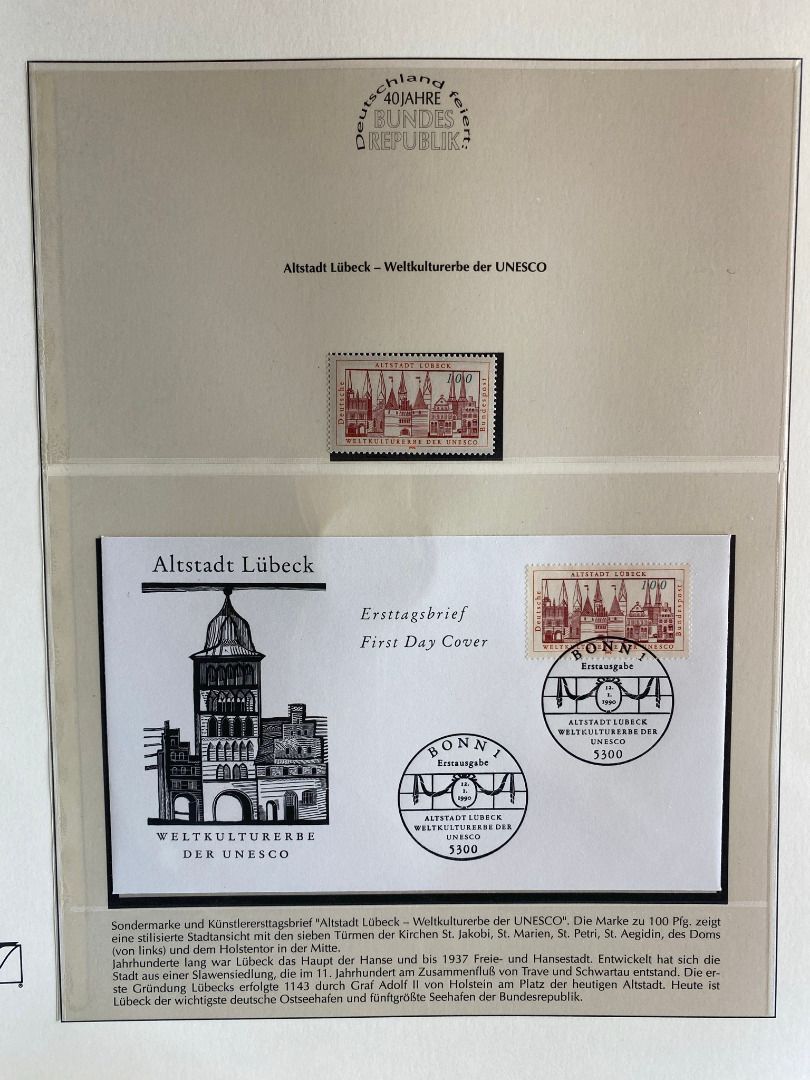 Deutschland feiert:
40 JAHRE
BUNDES
REPUBLIK
Altstadt Lübeck – Weltkulturerbe der UNESCO
ALTSTADT LÜBECK
100
Deutsche
Bundespost
WELTKULTURERBE DER UNESCO
Altstadt Lübeck
Ersttagsbrief
First Day Cover
WELTKULTURERBE
DER UNESCO
ALTSTADT LÜBECK
100
Deutsche
Bundespost
WELTKULTURERBE DER UNESCO
BONN 1
Erstausgabe
12.
1.
1990
ALTSTADT LÜBECK
WELTKULTURERBE DER
UNESCO
5300
BONN 1
Erstausgabe
12.
1.
1990
ALTSTADT LÜBECK
WELTKULTURERBE DER
UNESCO
5300
Sondermarke und Künstlerersttagsbrief "Altstadt Lübeck – Weltkulturerbe der UNESCO". Die Marke zu 100 Pfg. zeigt
eine stilisierte Stadtansicht mit den sieben Türmen der Kirchen St. Jakobi, St. Marien, St. Petri, St. Aegidin, des Doms
(von links) und dem Holstentor in der Mitte.
Jahrhunderte lang war Lübeck das Haupt der Hanse und bis 1937 Freie- und Hansestadt. Entwickelt hat sich die
Stadt aus einer Slawensiedlung, die im 11. Jahrhundert am Zusammenfluß von Trave und Schwartau entstand. Die er-
ste Gründung Lübecks erfolgte 1143 durch Graf Adolf II von Holstein am Platz der heutigen Altstadt. Heute ist
Lübeck der wichtigste deutsche Ostseehafen und fünftgrößte Seehafen der Bundesrepublik.
®